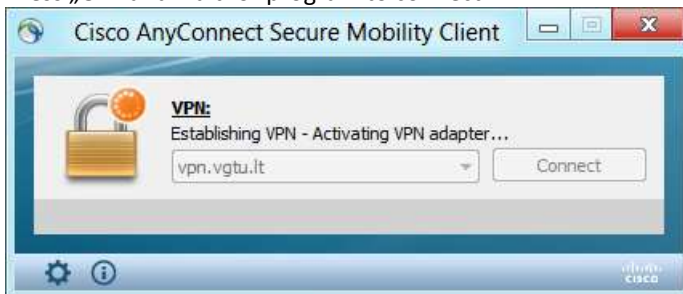 Cisco AnyConnect Secure Mobility Client
VPN:
Establishing VPN - Activating VPN adapter...
vpn.vgtu.lt
Connect
CISCO